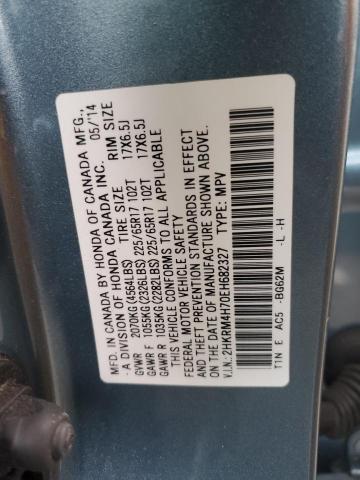 MFD. IN CANADA BY HONDA OF CANADA MFG.,
- A DIVISION OF HONDA CANADA INC. 05/'14
TIRE SIZE RIM SIZE
GVWR 2070KG (4564LBS)
GAWR F 1055KG (2326LBS) 225/65R17 102T 17X6.5J
GAWR R 1035KG (2282LBS) 225/65R17 102T 17X6.5J
THIS VEHICLE CONFORMS TO ALL APPLICABLE
FEDERAL MOTOR VEHICLE SAFETY
AND THEFT PREVENTION STANDARDS IN EFFECT
ON THE DATE OF MANUFACTURE SHOWN ABOVE.
V.I.N.: 2HKRM4H70EH682327 TYPE: MPV
T1N E AC5 -BG62M -L -H